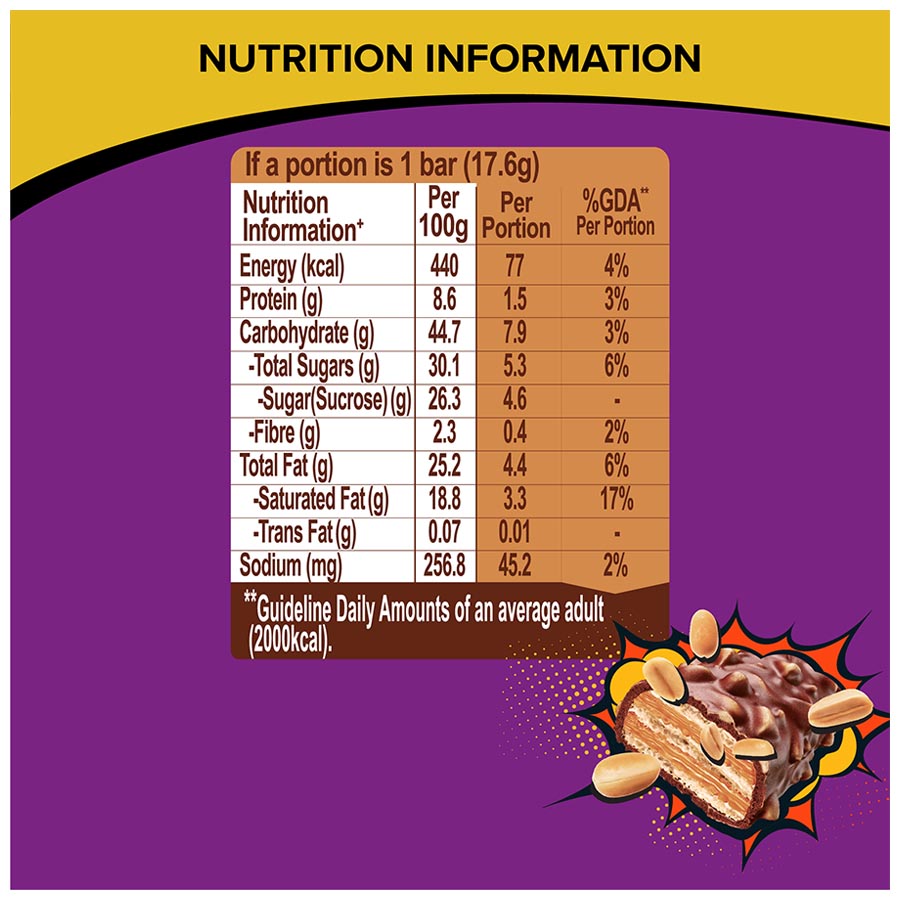 NUTRITION INFORMATION
If a portion is 1 bar (17.6g)
Nutrition Information⁺ Per 100g Per Portion %GDA** Per Portion
Energy (kcal) 440 77 4%
Protein (g) 8.6 1.5 3%
Carbohydrate (g) 44.7 7.9 3%
-Total Sugars (g) 30.1 5.3 6%
-Sugar(Sucrose) (g) 26.3 4.6 -
-Fibre (g) 2.3 0.4 2%
Total Fat (g) 25.2 4.4 6%
-Saturated Fat (g) 18.8 3.3 17%
-Trans Fat (g) 0.07 0.01 -
Sodium (mg) 256.8 45.2 2%
**Guideline Daily Amounts of an average adult
(2000kcal).